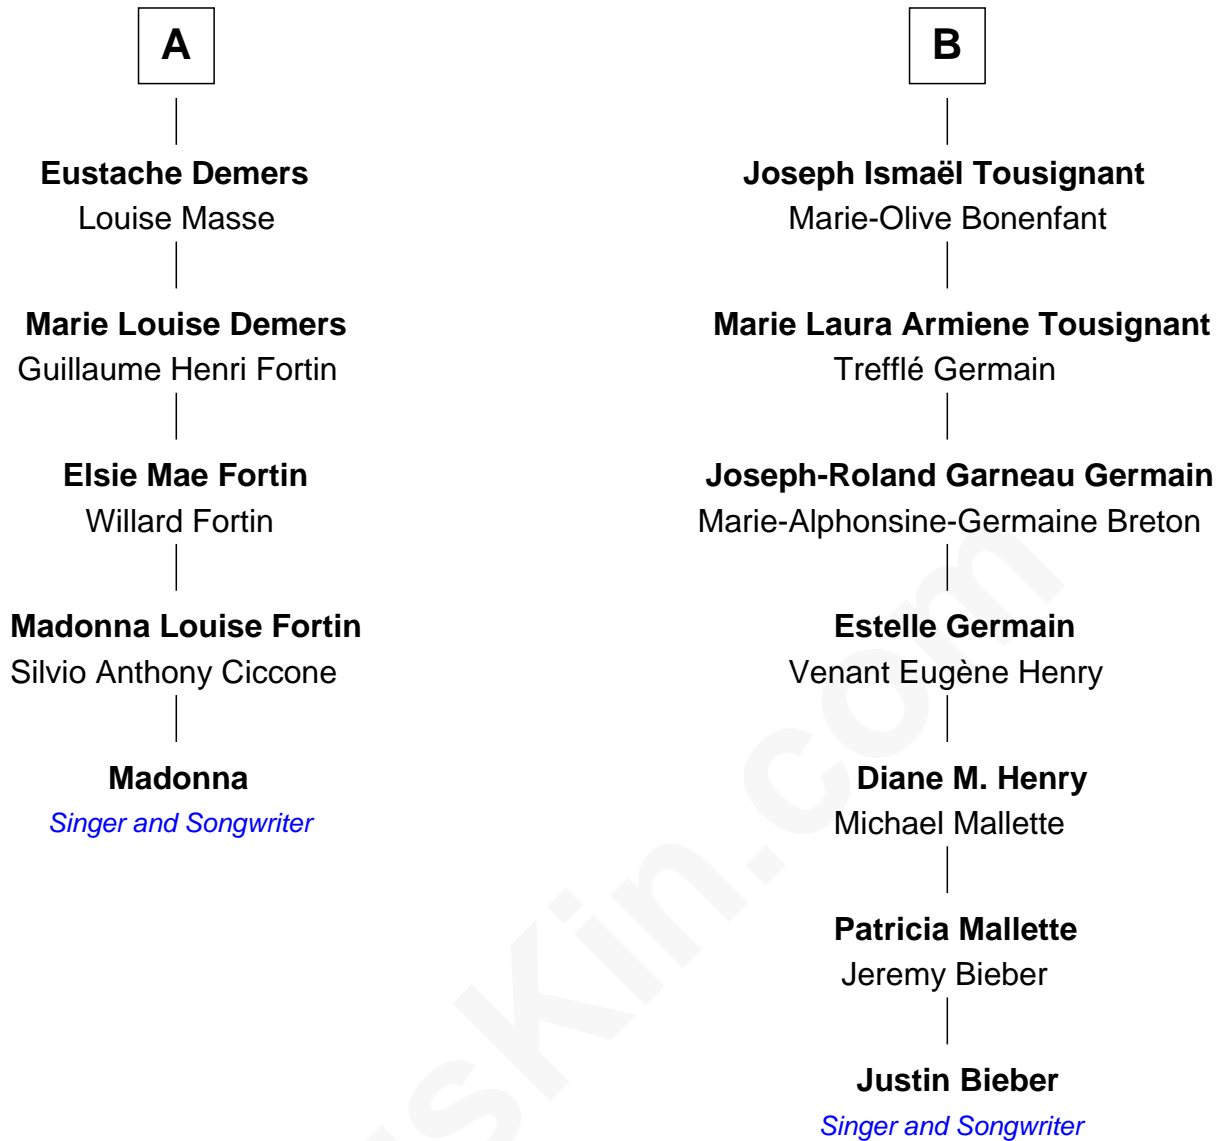 A
Eustache Demers
Louise Masse
Marie Louise Demers
Guillaume Henri Fortin
Elsie Mae Fortin
Willard Fortin
Madonna Louise Fortin
Silvio Anthony Ciccone
Madonna
Singer and Songwriter
B
Joseph Ismaël Tousignant
Marie-Olive Bonenfant
Marie Laura Armiene Tousignant
Trefflé Germain
Joseph-Roland Garneau Germain
Marie-Alphonsine-Germaine Breton
Estelle Germain
Venant Eugène Henry
Diane M. Henry
Michael Mallette
Patricia Mallette
Jeremy Bieber
Justin Bieber
Singer and Songwriter
sKin.com